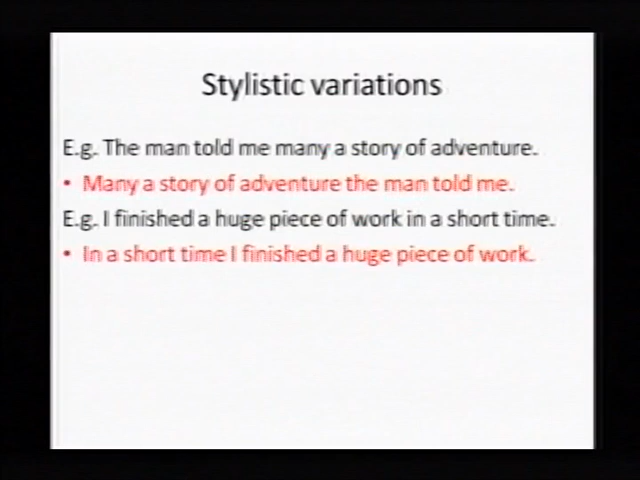 Stylistic variations
E.g. The man told me many a story of adventure.
• Many a story of adventure the man told me.
E.g. I finished a huge piece of work in a short time.
• In a short time I finished a huge piece of work.